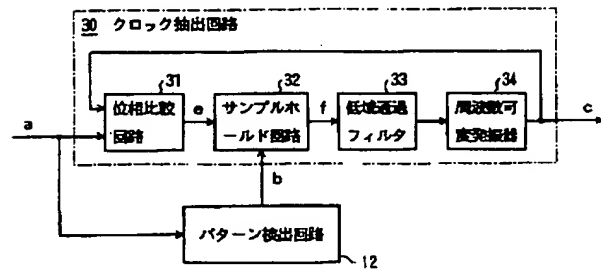 30 クロック抽出回路
31
32
33
34
位相比較
回路
サンプルホ
ールド回路
低域通過
フィルタ
周波数可
変発振器
a
e
f
c
b
パターン検出回路
12